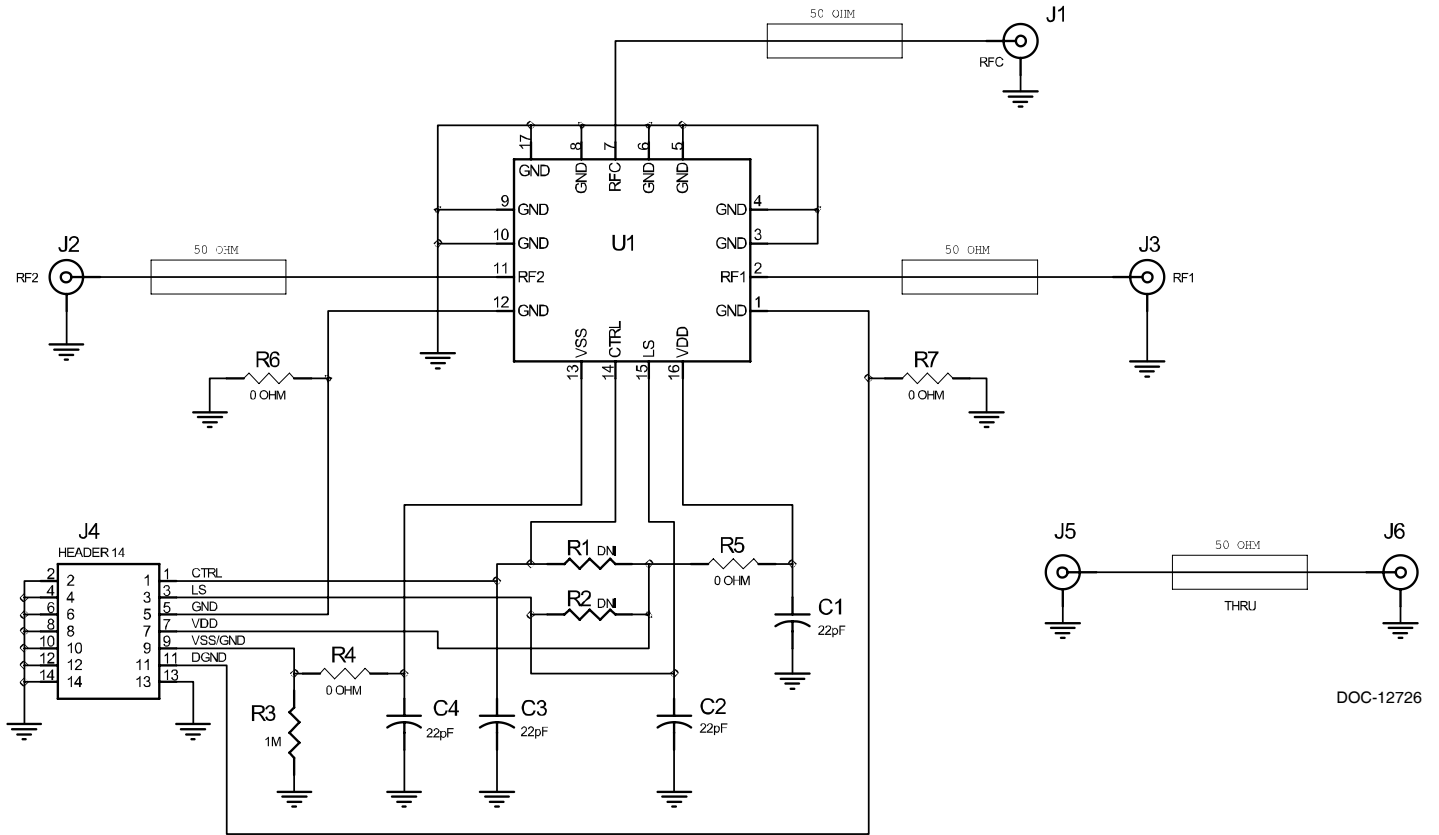 50 OHM
J1
RFC
17
8
7
6
5
GND
GND
RFC
GND
GND
9
GND
GND
4
10
GND
U1
GND
3
J2
50 OHM
50 OHM
J3
RF2
11
RF2
RF1
2
RF1
12
GND
GND
1
VSS
CTRL
LS
VDD
13
14
15
16
R6
0 OHM
R7
0 OHM
J4
HEADER 14
2
2
1
1
CTRL
4
4
3
3
LS
6
6
5
5
GND
8
8
7
7
VDD
10
10
9
9
VSS/GND
12
12
11
11
DGND
14
14
13
13
R1
DNI
R5
0 OHM
R2
DNI
C1
22pF
R4
0 OHM
R3
1M
C4
22pF
C3
22pF
C2
22pF
J5
50 OHM
J6
THRU
DOC-12726